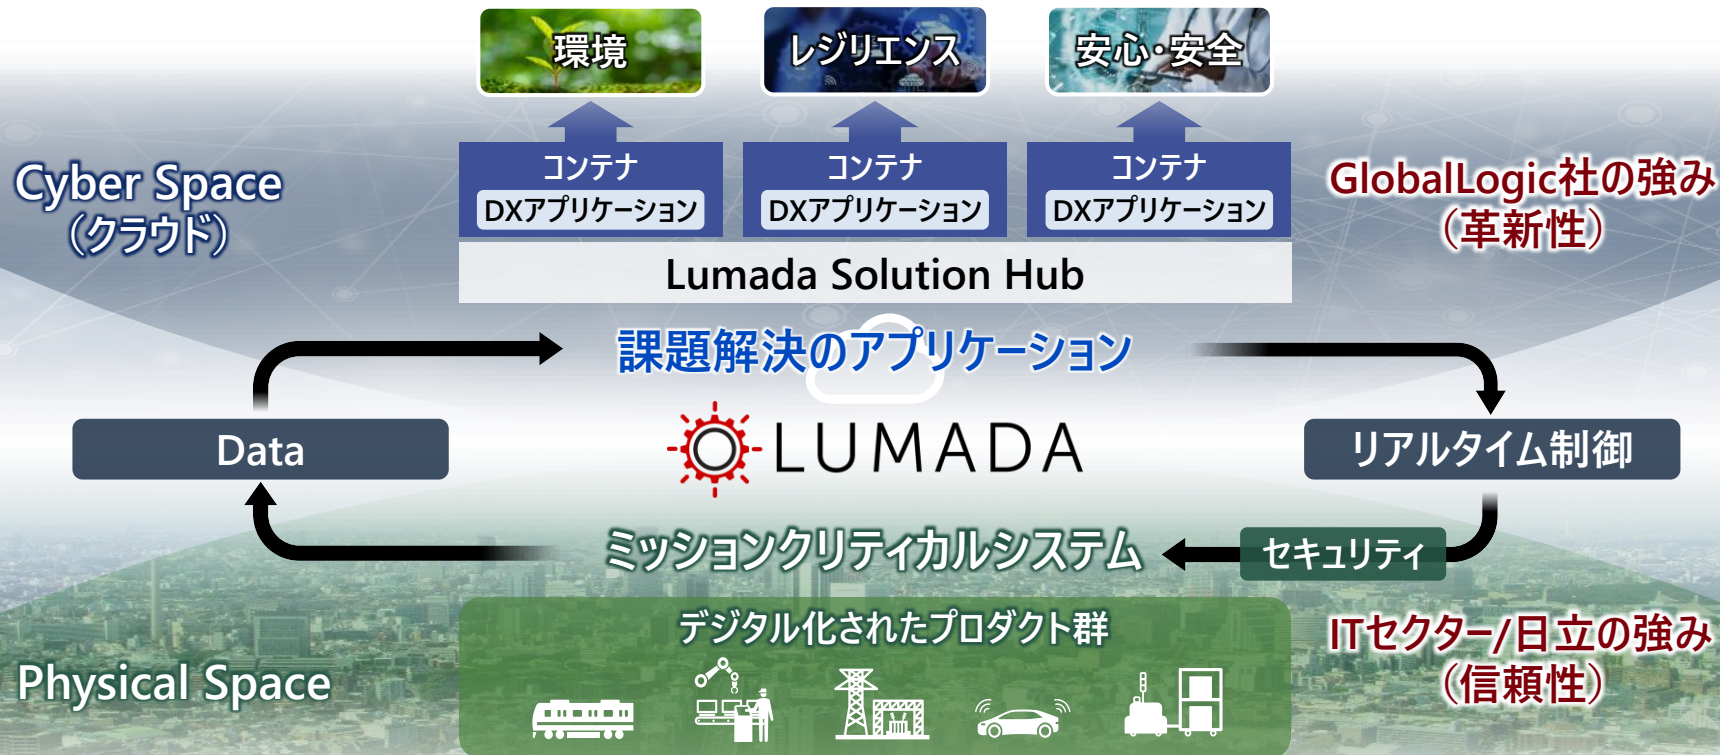 環境
レジリエンス
安心・安全
コンテナ
DXアプリケーション
コンテナ
DXアプリケーション
コンテナ
DXアプリケーション
Cyber Space
（クラウド）
GlobalLogic社の強み
（革新性）
Lumada Solution Hub
課題解決のアプリケーション
Data
LUMADA
リアルタイム制御
ミッションクリティカルシステム
セキュリティ
デジタル化されたプロダクト群
Physical Space
ITセクター/日立の強み
（信頼性）